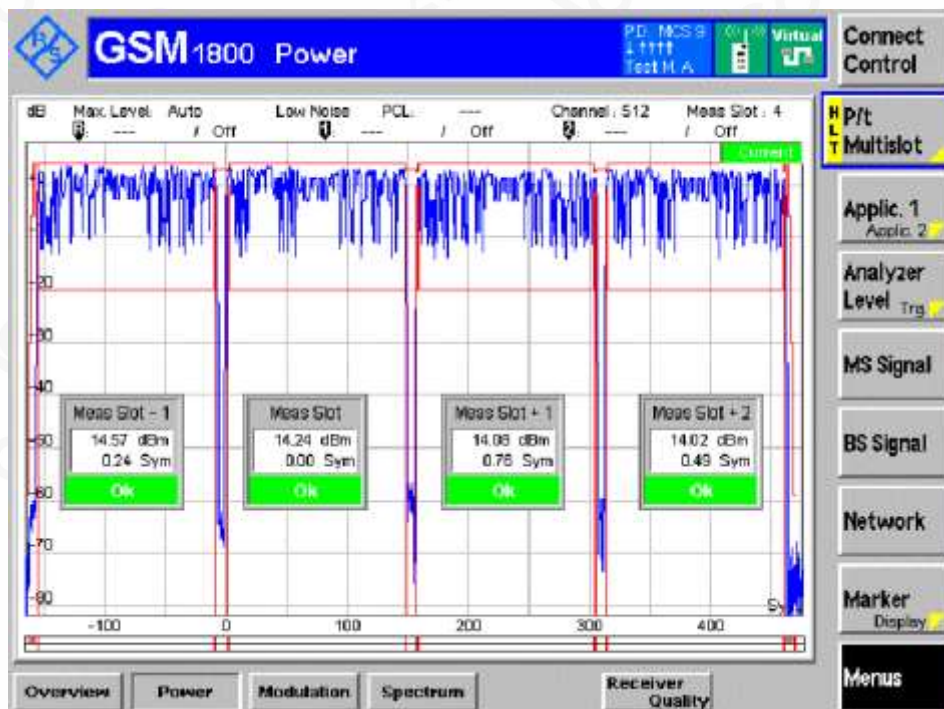 R S
GSM 1800 Power
P.D. MCS 9
↓ ↑↑↑↑
Test M. A.
Virtual
Connect Control
dB Max. Level: Auto Low Noise PCL: --- Channel: 512 Meas Slot: 4
--- / Off 1 --- / Off 2 --- / Off
HLT
P/t Multislot
Current
Applic. 1
Applic. 2
-20
Analyzer Level
Trg.
-30
MS Signal
-40
Meas Slot - 1 Meas Slot Meas Slot + 1 Meas Slot + 2
14.57 dBm 14.24 dBm 14.08 dBm 14.02 dBm
0.24 Sym 0.00 Sym 0.76 Sym 0.49 Sym
Ok Ok Ok Ok
BS Signal
-50
-60
Network
-70
-80
Marker
Display
-100 0 100 200 300 400
Menus
Overview Power Modulation Spectrum Receiver Quality